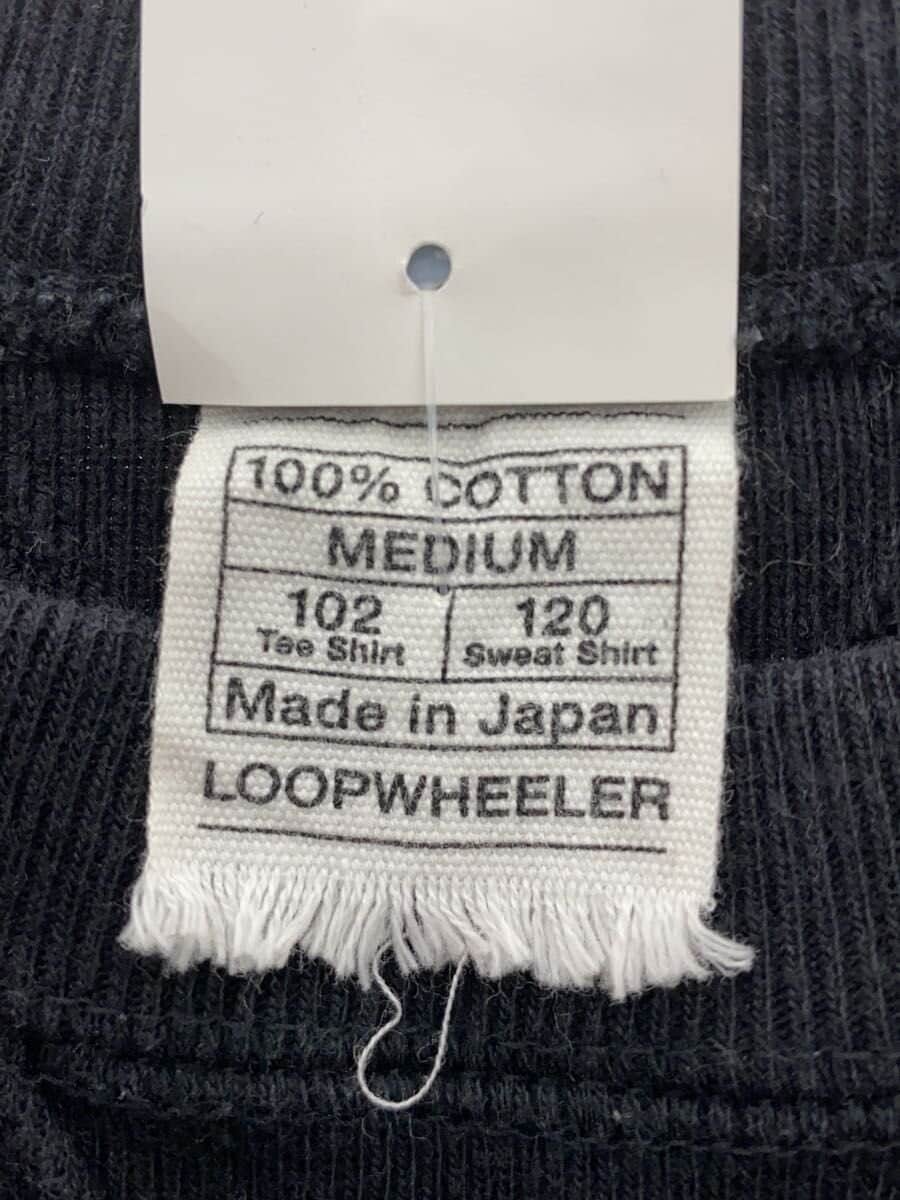 100% COTTON
MEDIUM
102 120
Tee Shirt Sweat Shirt
Made in Japan
LOOPWHEELER